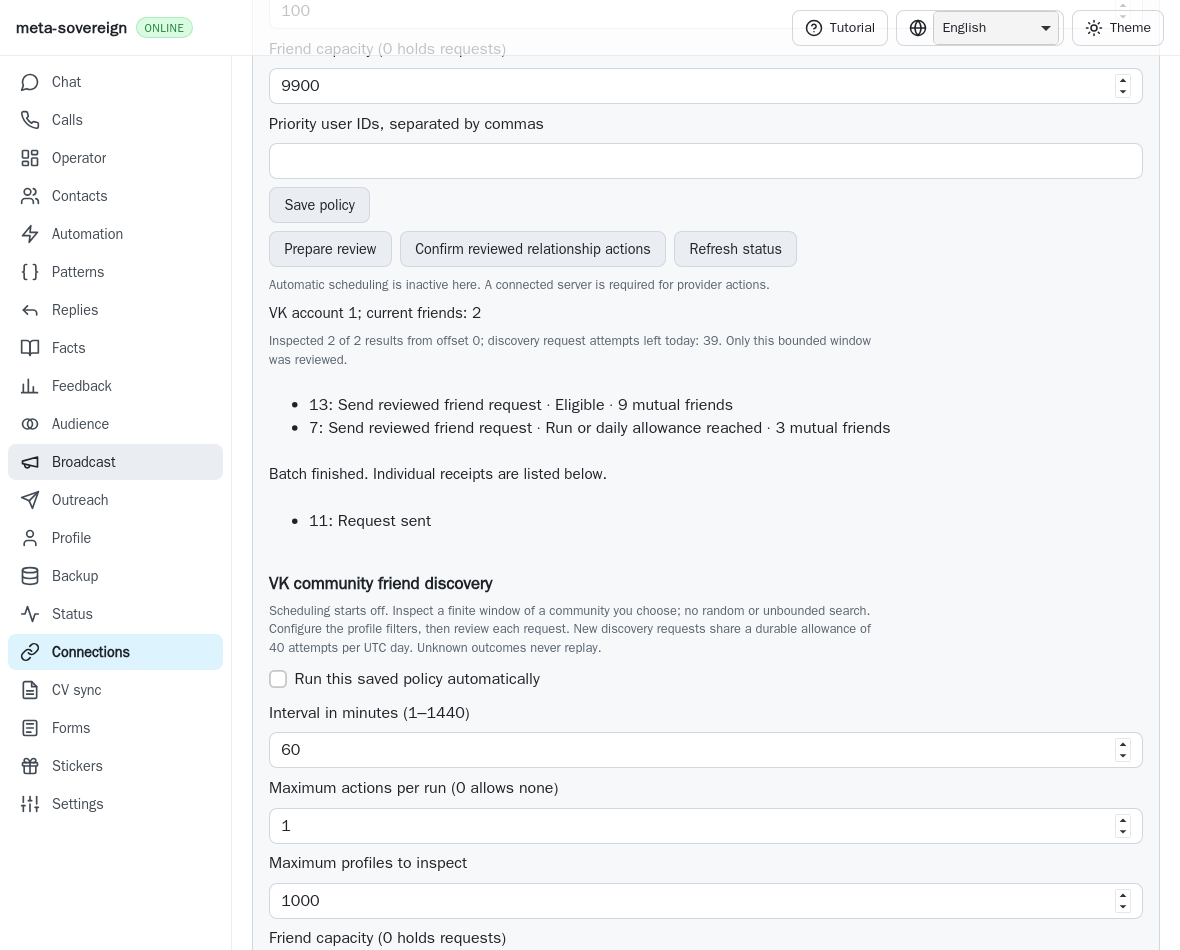 meta-sovereign
ONLINE
Tutorial
English
Theme
Chat
Calls
Operator
Contacts
Automation
Patterns
Replies
Facts
Feedback
Audience
Broadcast
Outreach
Profile
Backup
Status
Connections
CV sync
Forms
Stickers
Settings
100
Friend capacity (0 holds requests)
9900
Priority user IDs, separated by commas
Save policy
Prepare review
Confirm reviewed relationship actions
Refresh status
Automatic scheduling is inactive here. A connected server is required for provider actions.
VK account 1; current friends: 2
Inspected 2 of 2 results from offset 0; discovery request attempts left today: 39. Only this bounded window
was reviewed.
• 13: Send reviewed friend request · Eligible · 9 mutual friends
• 7: Send reviewed friend request · Run or daily allowance reached · 3 mutual friends
Batch finished. Individual receipts are listed below.
• 11: Request sent
VK community friend discovery
Scheduling starts off. Inspect a finite window of a community you choose; no random or unbounded search.
Configure the profile filters, then review each request. New discovery requests share a durable allowance of
40 attempts per UTC day. Unknown outcomes never replay.
Run this saved policy automatically
Interval in minutes (1–1440)
60
Maximum actions per run (0 allows none)
1
Maximum profiles to inspect
1000
Friend capacity (0 holds requests)